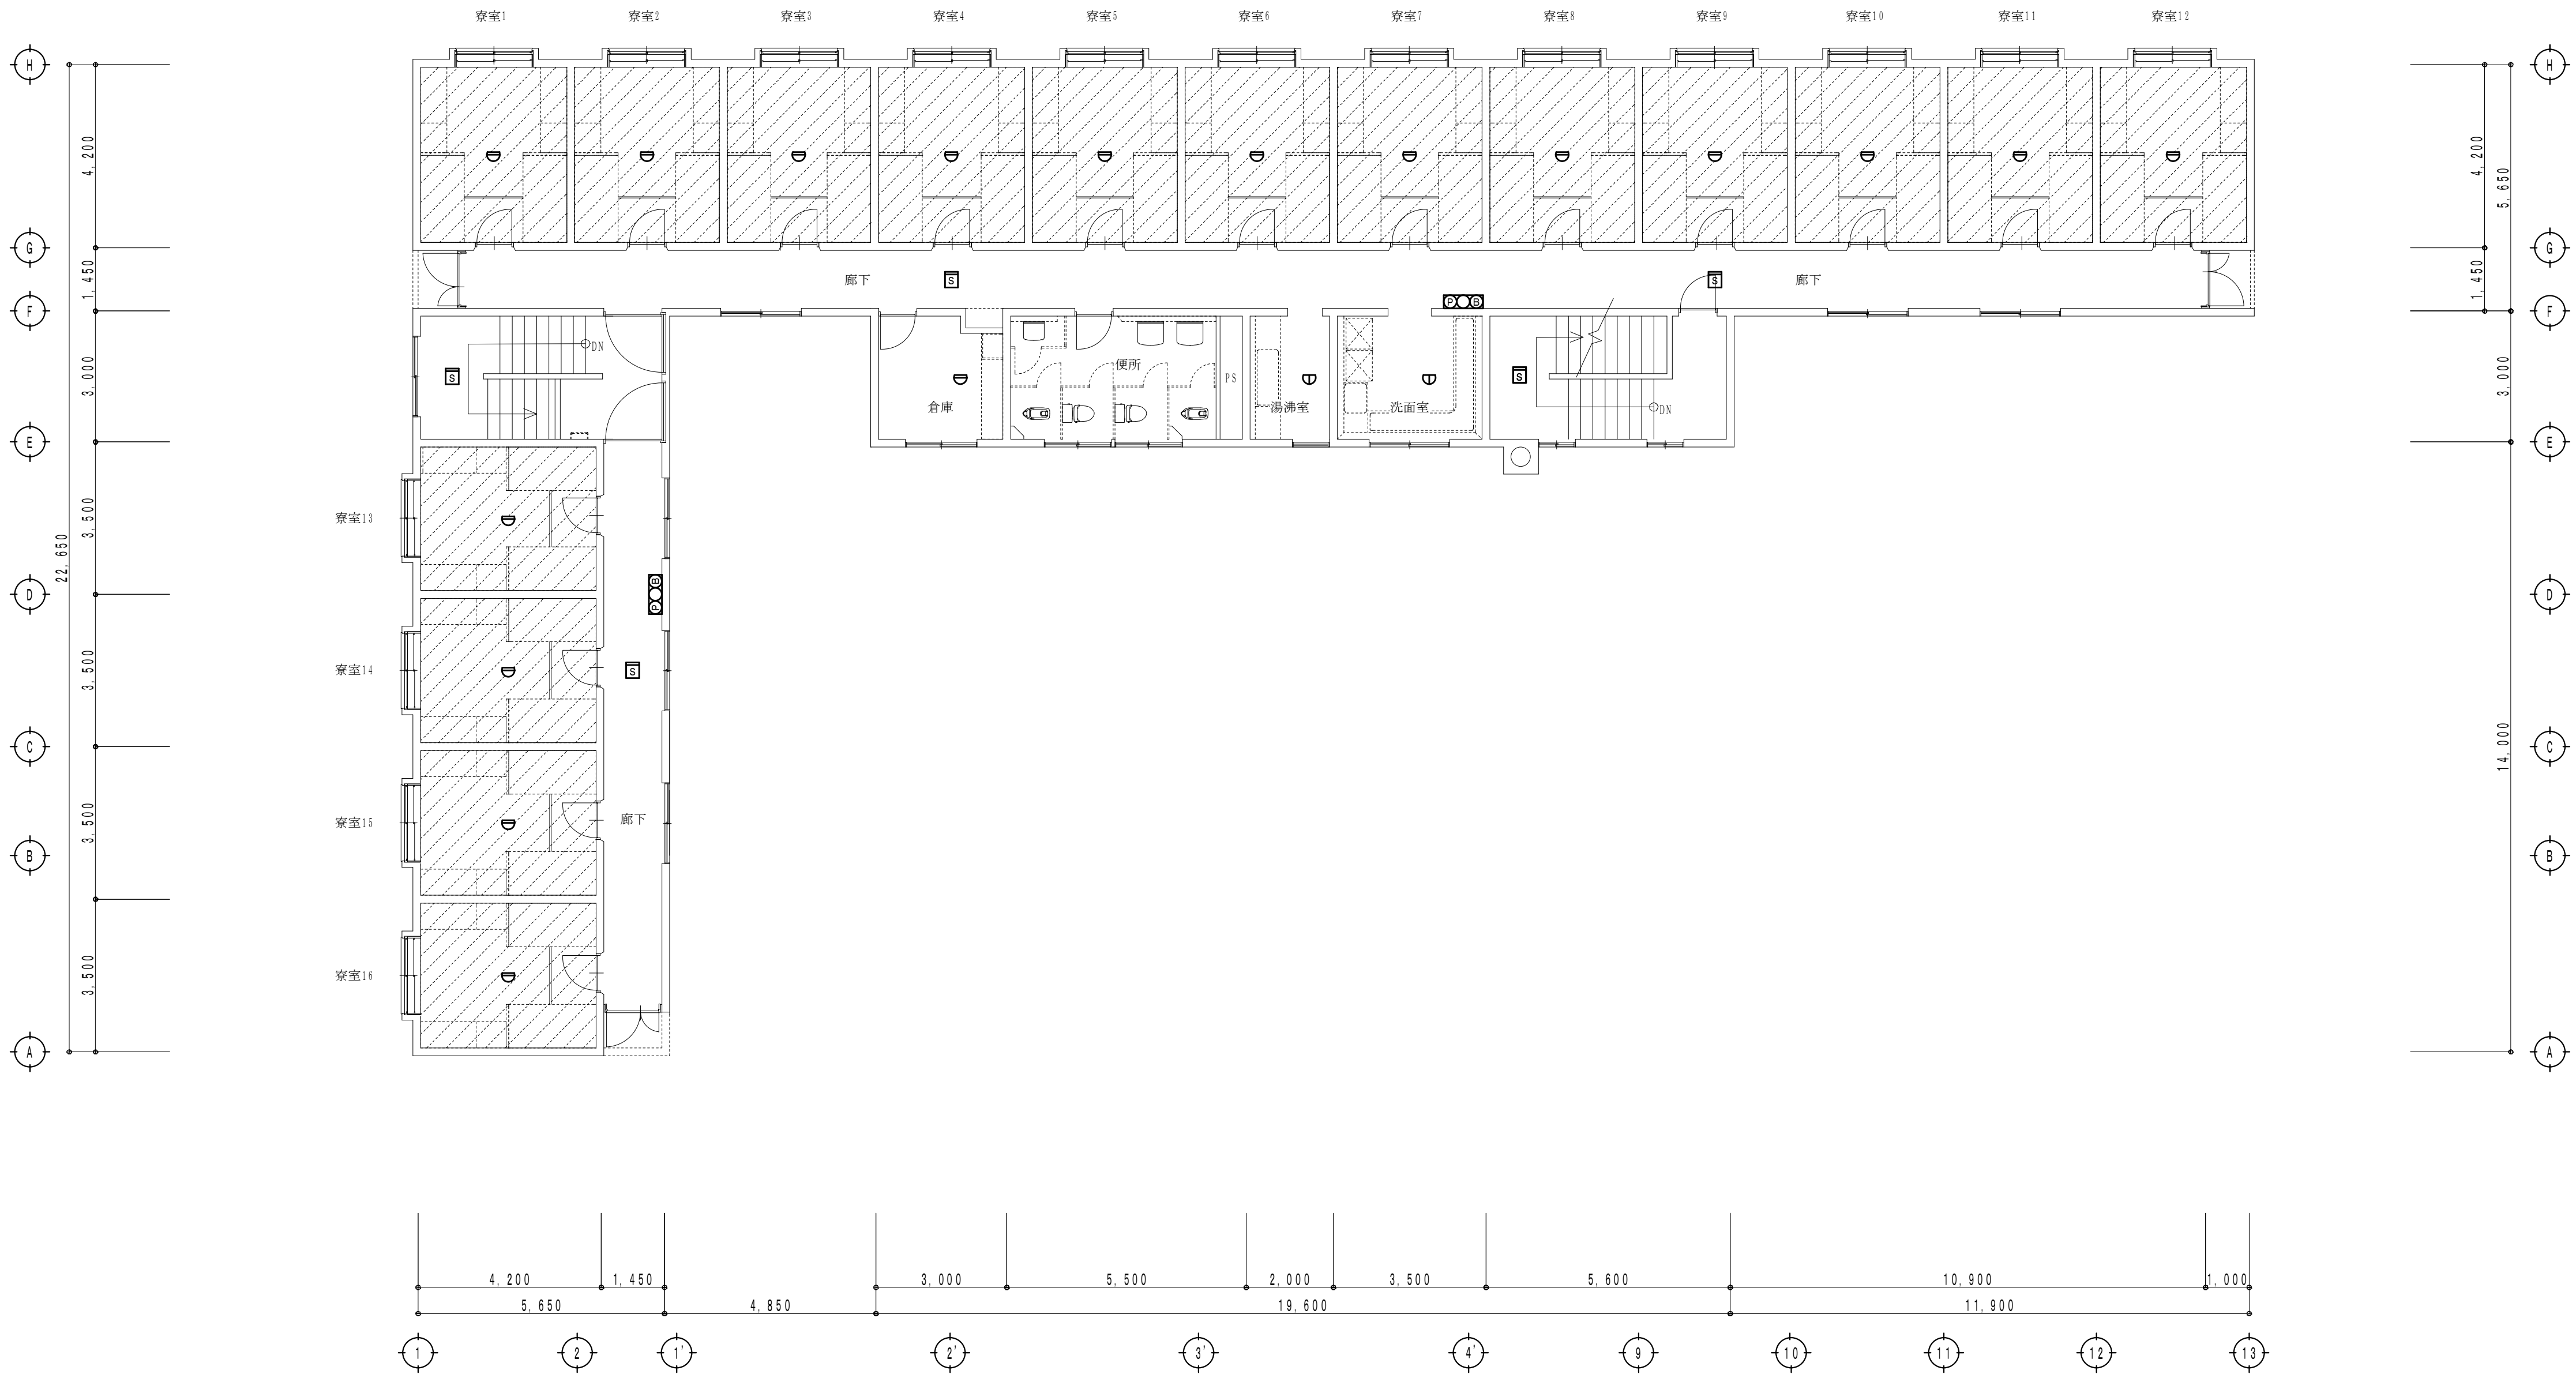 寮室1 寮室2 寮室3 寮室4 寮室5 寮室6 寮室7 寮室8 寮室9 寮室10 寮室11 寮室12
H H
4,200 4,200
5,650
G G
1,450 廊下 S S 廊下 1,450
F P B F
3,000 DN S 便所 PS S 3,000
倉庫 湯沸室 洗面室 DN
E E
寮室13
3,500
22,650
B
P
D D
寮室14 S
3,500
C C
14,000
寮室15 廊下
3,500
B B
寮室16
3,500
A A
4,200 1,450 3,000 5,500 2,000 3,500 5,600 10,900 1,000
5,650 4,850 19,600 11,900
1 2 1' 2' 3' 4' 9 10 11 12 13